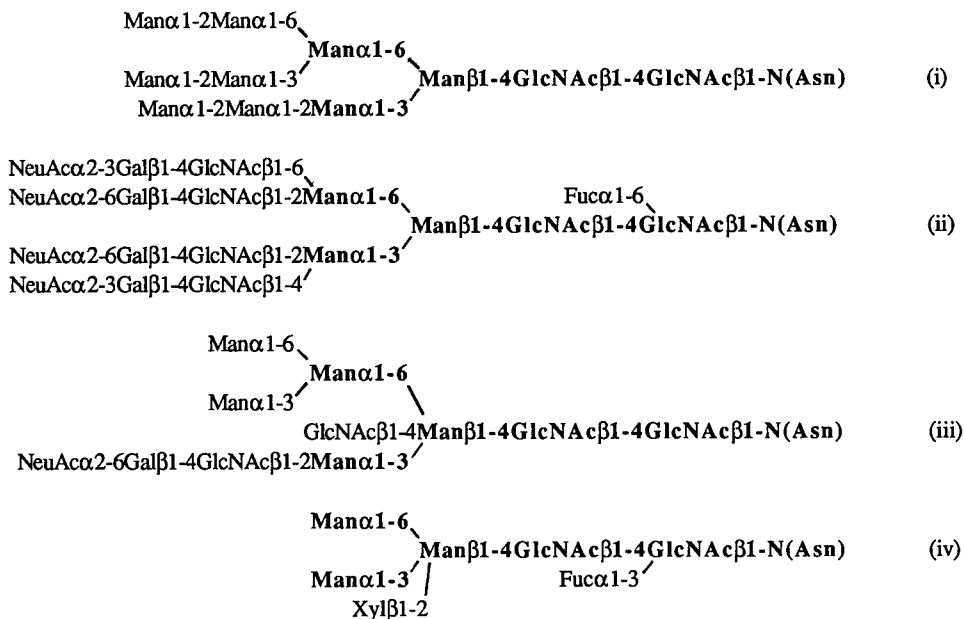 Manα1-2Manα1-6
Manα1-6
Manα1-2Manα1-3
Manβ1-4GlcNAcβ1-4GlcNAcβ1-N(Asn) (i)
Manα1-2Manα1-2Manα1-3
NeuAcα2-3Galβ1-4GlcNAcβ1-6
NeuAcα2-6Galβ1-4GlcNAcβ1-2Manα1-6 Fucα1-6
Manβ1-4GlcNAcβ1-4GlcNAcβ1-N(Asn) (ii)
NeuAcα2-6Galβ1-4GlcNAcβ1-2Manα1-3
NeuAcα2-3Galβ1-4GlcNAcβ1-4
Manα1-6
Manα1-6
Manα1-3
GlcNAcβ1-4Manβ1-4GlcNAcβ1-4GlcNAcβ1-N(Asn) (iii)
NeuAcα2-6Galβ1-4GlcNAcβ1-2Manα1-3
Manα1-6
Manβ1-4GlcNAcβ1-4GlcNAcβ1-N(Asn) (iv)
Manα1-3 Fucα1-3
Xylβ1-2